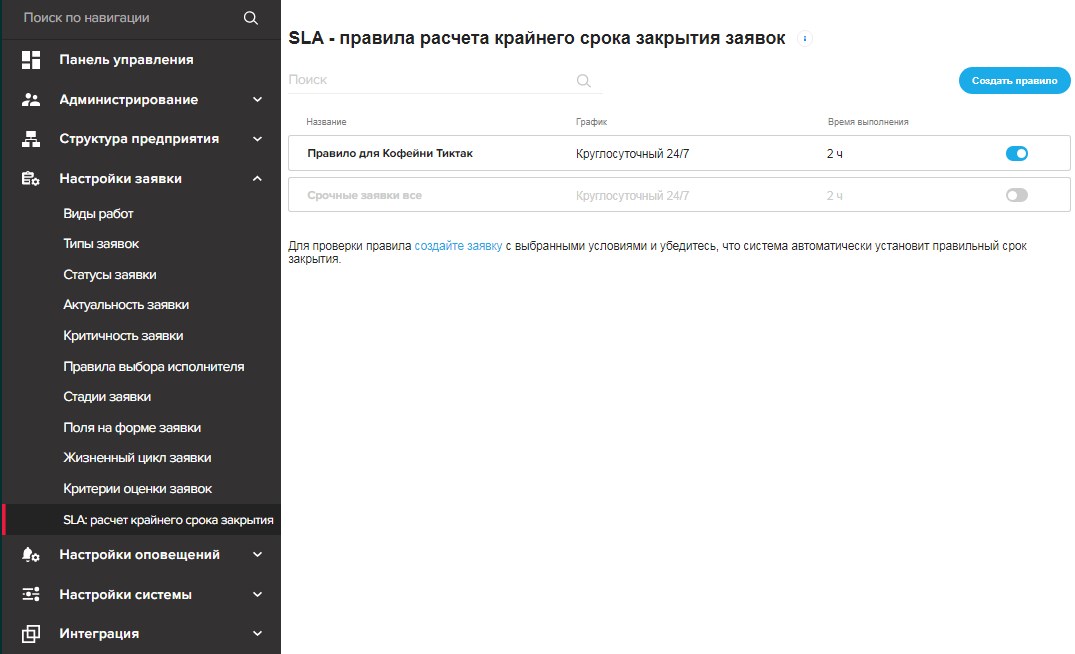 Поиск по навигации
Панель управления
Администрирование
Структура предприятия
Настройки заявки
Виды работ
Типы заявок
Статусы заявки
Актуальность заявки
Критичность заявки
Правила выбора исполнителя
Стадии заявки
Поля на форме заявки
Жизненный цикл заявки
Критерии оценки заявок
SLA: расчет крайнего срока закрытия
Настройки оповещений
Настройки системы
Интеграция
SLA - правила расчета крайнего срока закрытия заявок i
Поиск
Создать правило
Название График Время выполнения
Правило для Кофейни Тиктак Круглосуточный 24/7 2 ч
Срочные заявки все Круглосуточный 24/7 2 ч
Для проверки правила создайте заявку с выбранными условиями и убедитесь, что система автоматически установит правильный срок
закрытия.